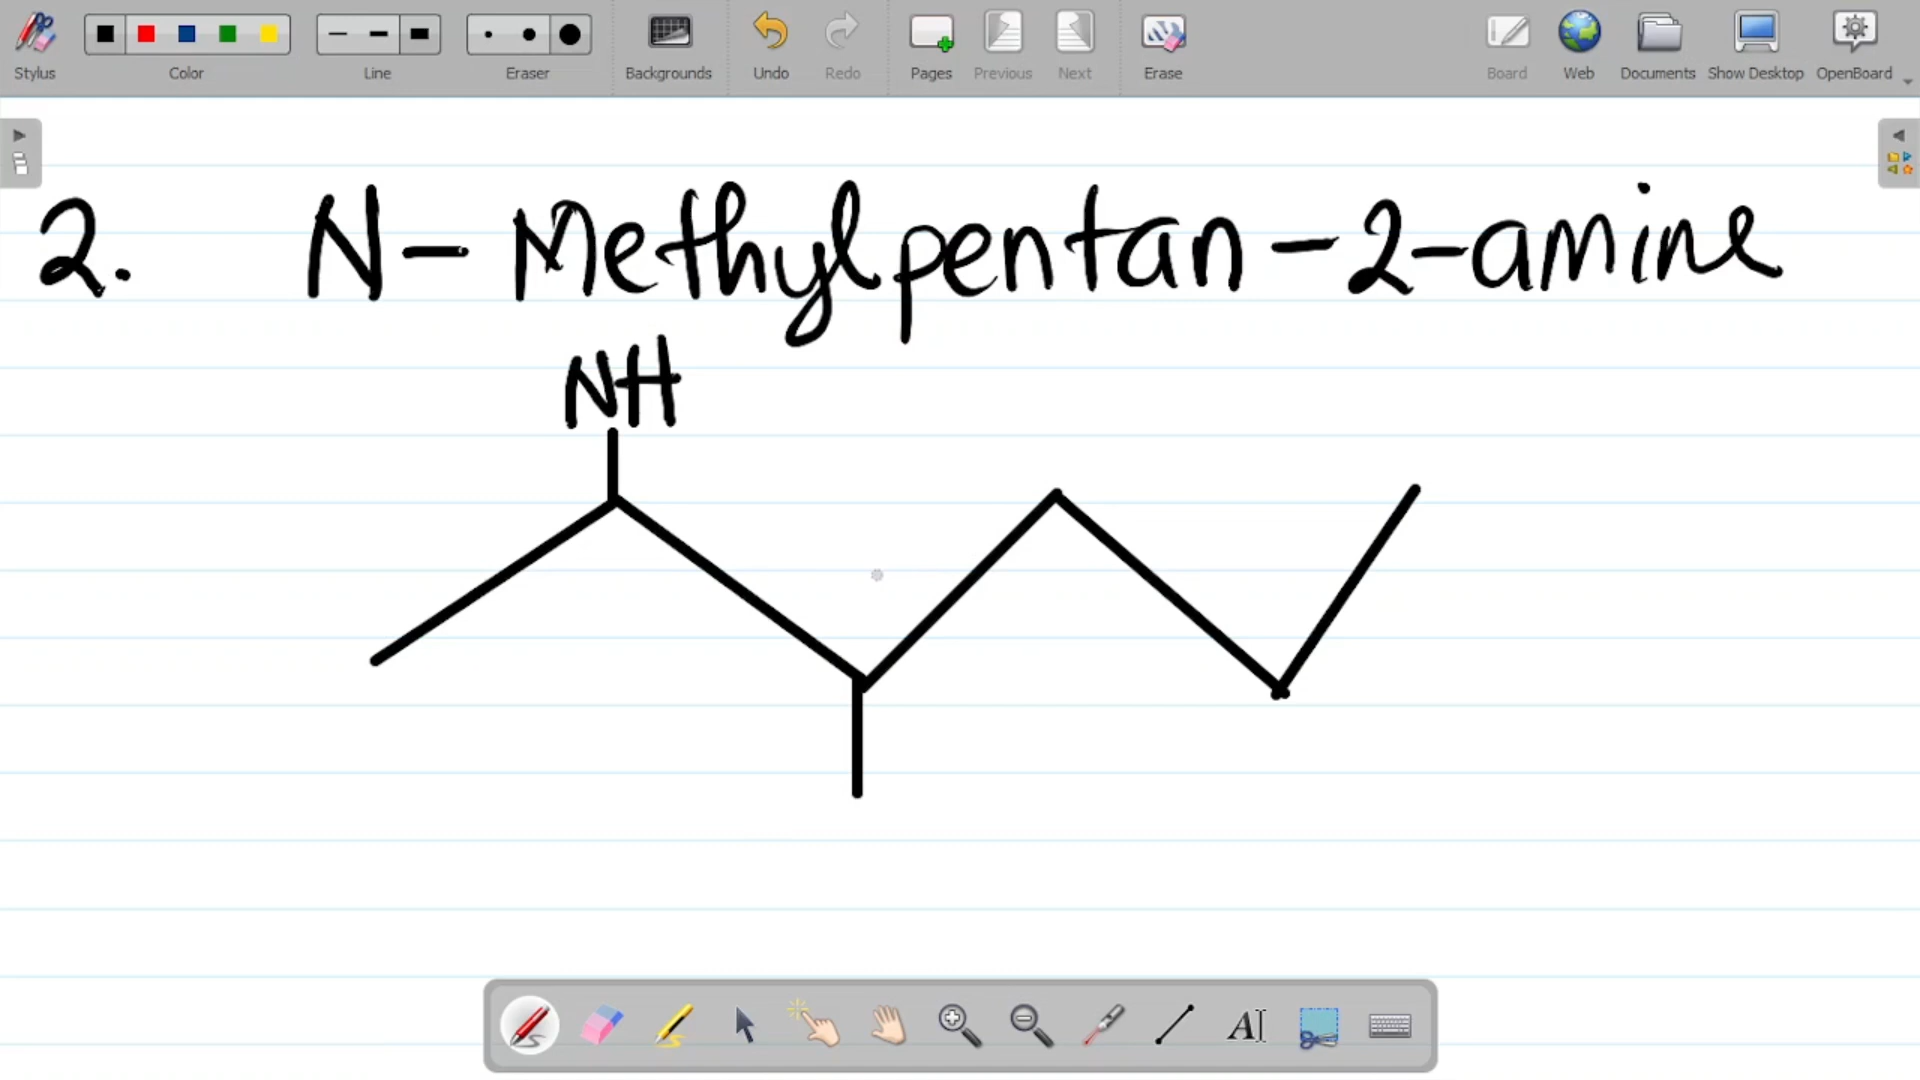 Stylus Color Line Eraser Backgrounds Undo Redo Pages Previous Next Erase Board Web Documents Show Desktop OpenBoard
2. N-Methylpentan-2-amine
NH